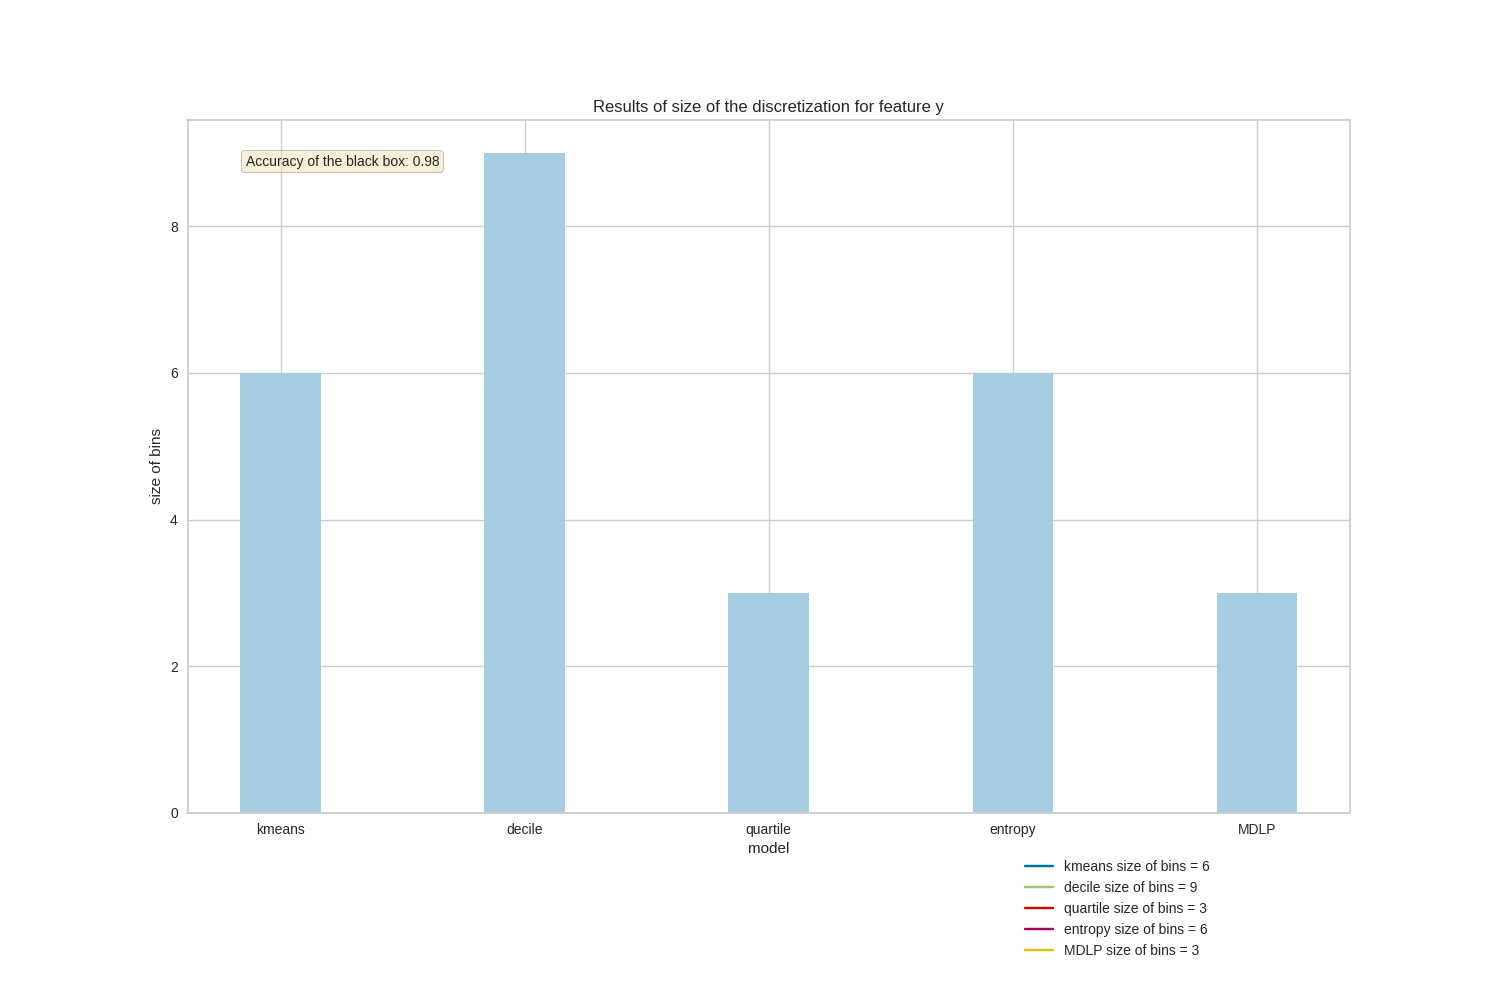 Results of size of the discretization for feature y
Accuracy of the black box: 0.98
8
6
4
2
0
size of bins
kmeans decile quartile entropy MDLP
model
kmeans size of bins = 6
decile size of bins = 9
quartile size of bins = 3
entropy size of bins = 6
MDLP size of bins = 3